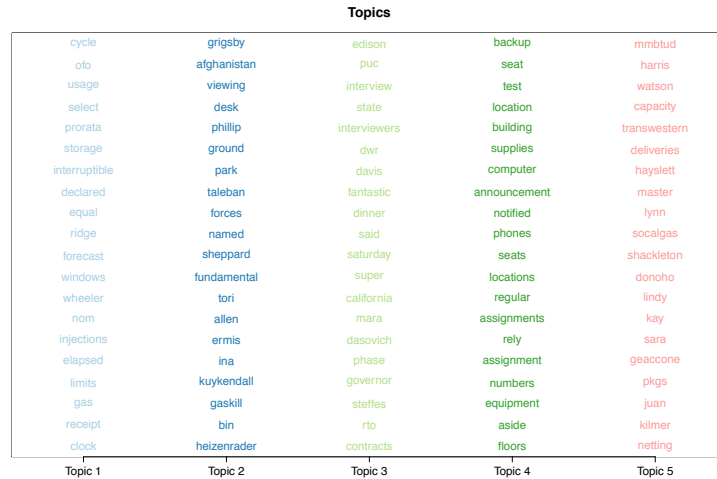 Topics
cycle grigsby edison backup mmbtud
ofo afghanistan puc seat harris
usage viewing interview test watson
select desk state location capacity
prorata phillip interviewers building transwestern
storage ground dwr supplies deliveries
interruptible park davis computer hayslett
declared taleban fantastic announcement master
equal forces dinner notified lynn
ridge named said phones socalgas
forecast sheppard saturday seats shackleton
windows fundamental super locations donoho
wheeler tori california regular lindy
nom allen mara assignments kay
injections ermis dasovich rely sara
elapsed ina phase assignment geaccone
limits kuykendall governor numbers pkgs
gas gaskill steffes equipment juan
receipt bin rto aside kilmer
clock heizenrader contracts floors netting
Topic 1 Topic 2 Topic 3 Topic 4 Topic 5